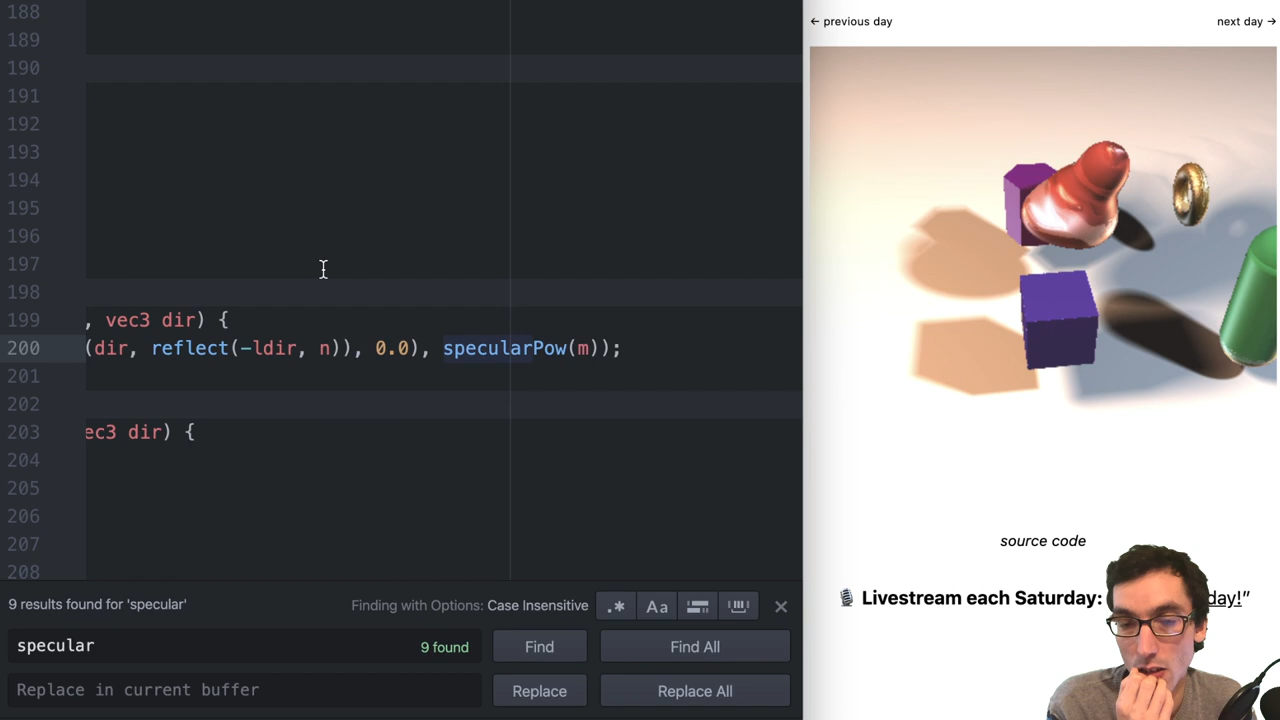 188
189
190
191
192
193
194
195
196
197
198
199 , vec3 dir) {
200 (dir, reflect(-ldir, n)), 0.0), specularPow(m));
201
202
203 ec3 dir) {
204
205
206
207
208
9 results found for 'specular'
Finding with Options: Case Insensitive
.* Aa
specular 9 found Find Find All
Replace in current buffer Replace Replace All
← previous day next day →
source code
🎙 Livestream each Saturday: day!”